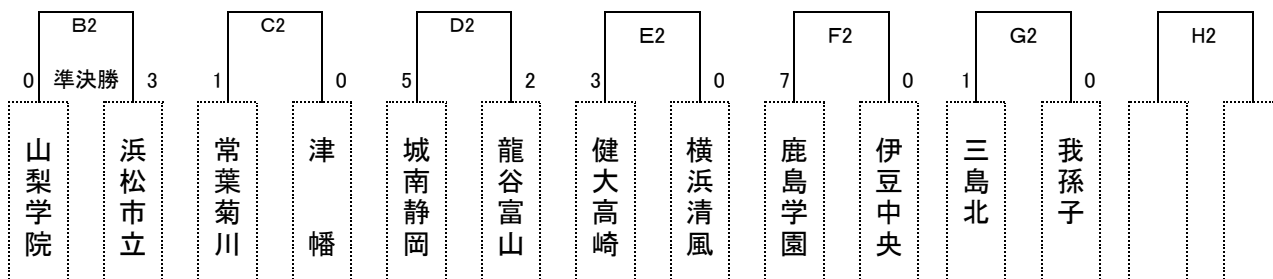 B2 C2 D2 E2 F2 G2 H2
0 準決勝 3 1 0 5 2 3 0 7 0 1 0
山梨学院
浜松市立
常葉菊川
津幡
城南静岡
龍谷富山
健大高崎
横浜清風
鹿島学園
伊豆中央
三島北
我孫子